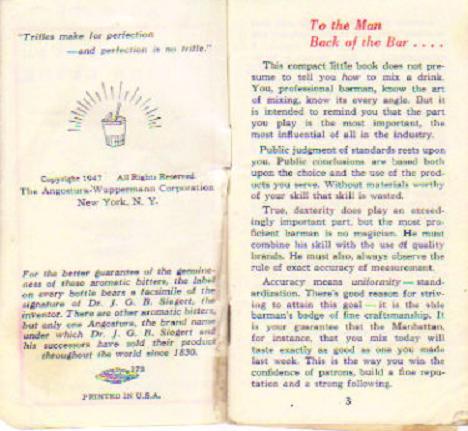 "Trifles make for perfection
—and perfection is no trifle."
Copyright 1947 All Rights Reserved
The Angostura-Wuppermann Corporation
New York, N. Y.
For the better guarantee of the genuine-
ness of these aromatic bitters, the label
on every bottle bears a facsimile of the
signature of Dr. J. G. B. Siegert, the
inventor. There are other aromatic bitters,
but only one Angostura, the brand name
under which Dr. J. G. B. Siegert and
his successors have sold their product
throughout the world since 1830.
173
PRINTED IN U.S.A.
To the Man
Back of the Bar . . . .
This compact little book does not pre-
sume to tell you how to mix a drink.
You, professional barman, know the art
of mixing, know its every angle. But it
is intended to remind you that the part
you play is the most important, the
most influential of all in the industry.
Public judgment of standards rests upon
you. Public conclusions are based both
upon the choice and the use of the prod-
ucts you serve. Without materials worthy
of your skill that skill is wasted.
True, dexterity does play an exceed-
ingly important part, but the most pro-
ficient barman is no magician. He must
combine his skill with the use of quality
brands. He must also, always observe the
rule of exact accuracy of measurement.
Accuracy means uniformity — stand-
ardization. There's good reason for striv-
ing to attain this goal — it is the able
barman's badge of fine craftsmanship. It
is your guarantee that the Manhattan,
for instance, that you mix today will
taste exactly as good as one you made
last week. This is the way you win the
confidence of patrons, build a fine repu-
tation and a strong following.
3